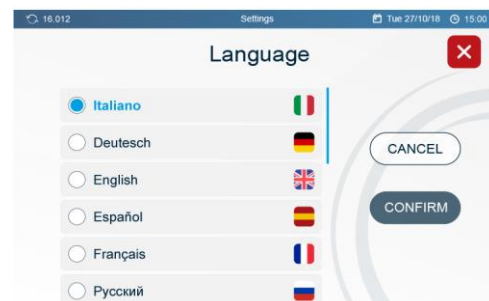 16.012 Settings Tue 27/10/18 15:00
Language
Italiano
Deutesch
English
Español
Français
Русский
CANCEL
CONFIRM